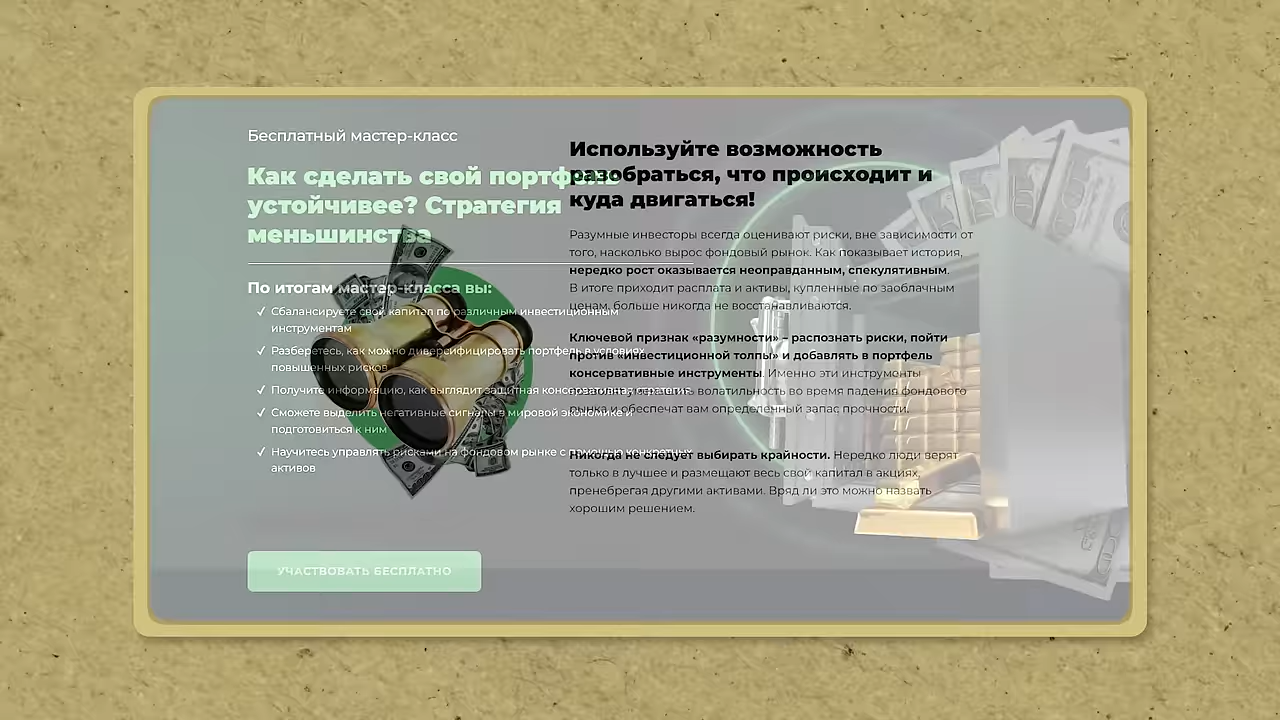 Бесплатный мастер-класс
Как сделать свой портфель
устойчивее? Стратегия
меньшинства
По итогам мастер-класса вы:
Сбалансируете свой капитал по различным инвестиционным
инструментам
Разберетесь, как можно диверсифицировать портфель в условиях
повышенных рисков
Получите информацию, как выглядит защитная консервативная стратегия
Сможете выделить негативные сигналы в мировой экономике и
подготовиться к ним
Научитесь управлять рисками на фондовом рынке с помощью конкретных
активов
УЧАСТВОВАТЬ БЕСПЛАТНО
Используйте возможность
разобраться, что происходит и
куда двигаться!
Разумные инвесторы всегда оценивают риски, вне зависимости от
того, насколько вырос фондовый рынок. Как показывает история,
нередко рост оказывается неоправданным, спекулятивным.
В итоге приходит расплата и активы, купленные по заоблачным
ценам, больше никогда не восстанавливаются.
Ключевой признак «разумности» – распознать риски, пойти
против «инвестиционной толпы» и добавлять в портфель
консервативные инструменты. Именно эти инструменты
волатильность во время падения фондового
рынка и обеспечат вам определенный запас прочности.
Никогда не следует выбирать крайности. Нередко люди верят
только в лучшее и размещают весь свой капитал в акциях,
пренебрегая другими активами. Вряд ли это можно назвать
хорошим решением.